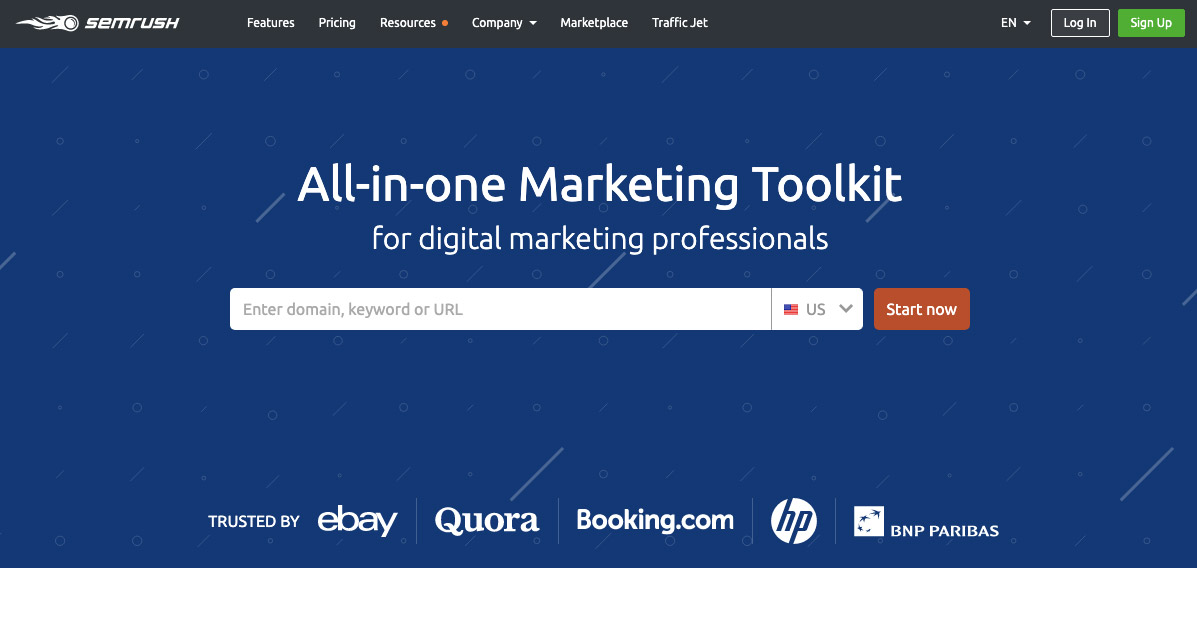 semrush
Features
Pricing
Resources
Company
Marketplace
Traffic Jet
EN
Log In
Sign Up
All-in-one Marketing Toolkit
for digital marketing professionals
Enter domain, keyword or URL
US
Start now
TRUSTED BY
ebay
Quora
Booking.com
hp
BNP PARIBAS